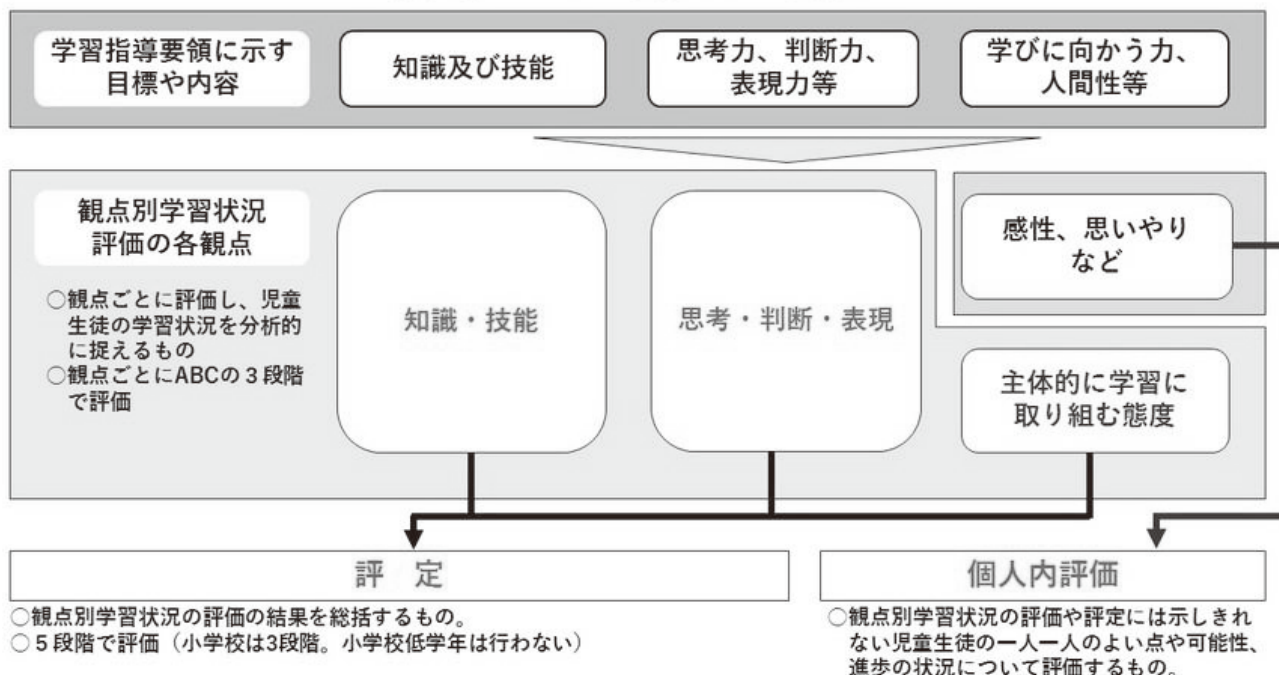 学習指導要領に示す
目標や内容
知識及び技能
思考力、判断力、
表現力等
学びに向かう力、
人間性等
観点別学習状況
評価の各観点
○観点ごとに評価し、児童
生徒の学習状況を分析的
に捉えるもの
○観点ごとにABCの３段階
で評価
知識・技能
思考・判断・表現
感性、思いやり
など
主体的に学習に
取り組む態度
評　定
○観点別学習状況の評価の結果を総括するもの。
○５段階で評価（小学校は3段階。小学校低学年は行わない）
個人内評価
○観点別学習状況の評価や評定には示しきれ
ない児童生徒の一人一人のよい点や可能性、
進歩の状況について評価するもの。